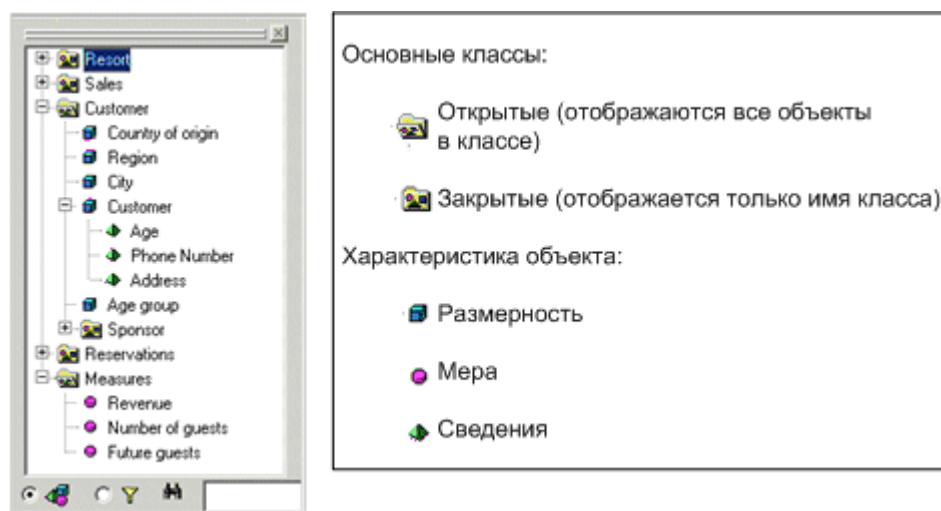 Resort
Sales
Customer
Country of origin
Region
City
Customer
Age
Phone Number
Address
Age group
Sponsor
Reservations
Measures
Revenue
Number of guests
Future guests
Основные классы:
Открытые (отображаются все объекты
в классе)
Закрытые (отображается только имя класса)
Характеристика объекта:
Размерность
Мера
Сведения